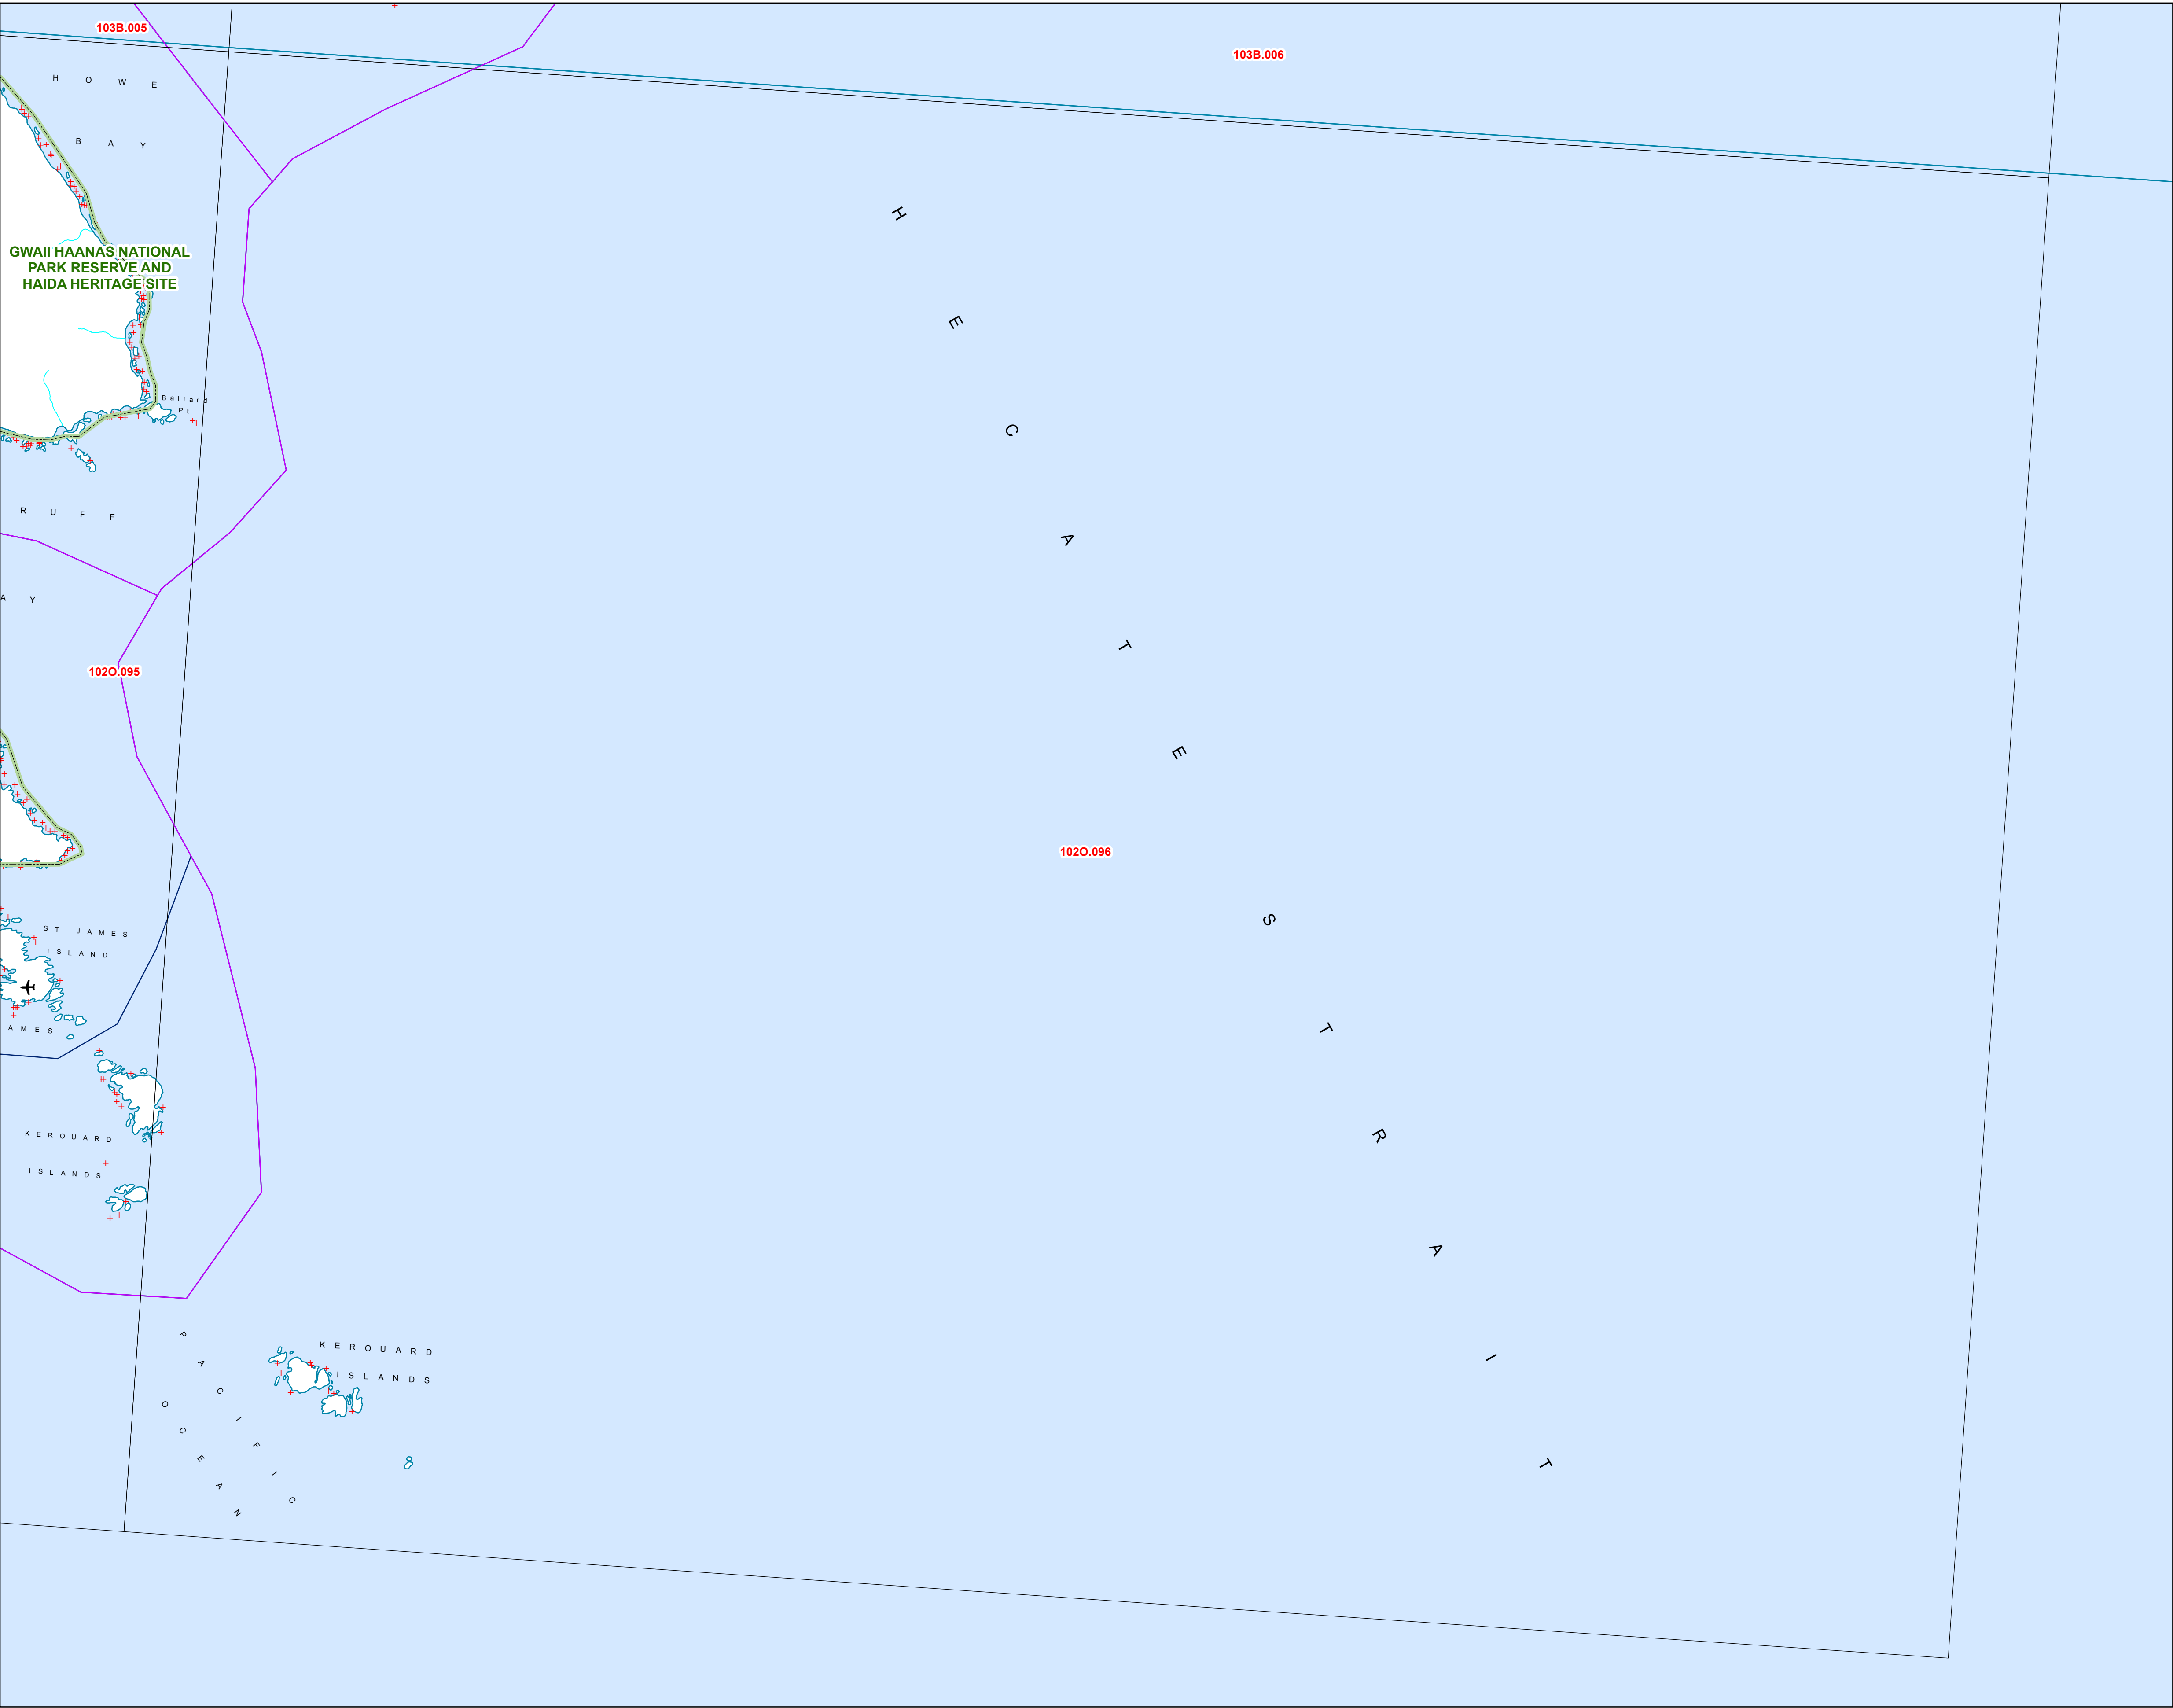 103B.005
103B.006
HOWE
BAY
GWAII HAANAS NATIONAL
PARK RESERVE AND
HAIDA HERITAGE SITE
Ballard
Pt
RUFF
AY
102O.095
HECATE
STRAIT
102O.096
ST JAMES
ISLAND
AMES
KEROUARD
ISLANDS
KEROUARD
ISLANDS
PACIFIC
OCEAN